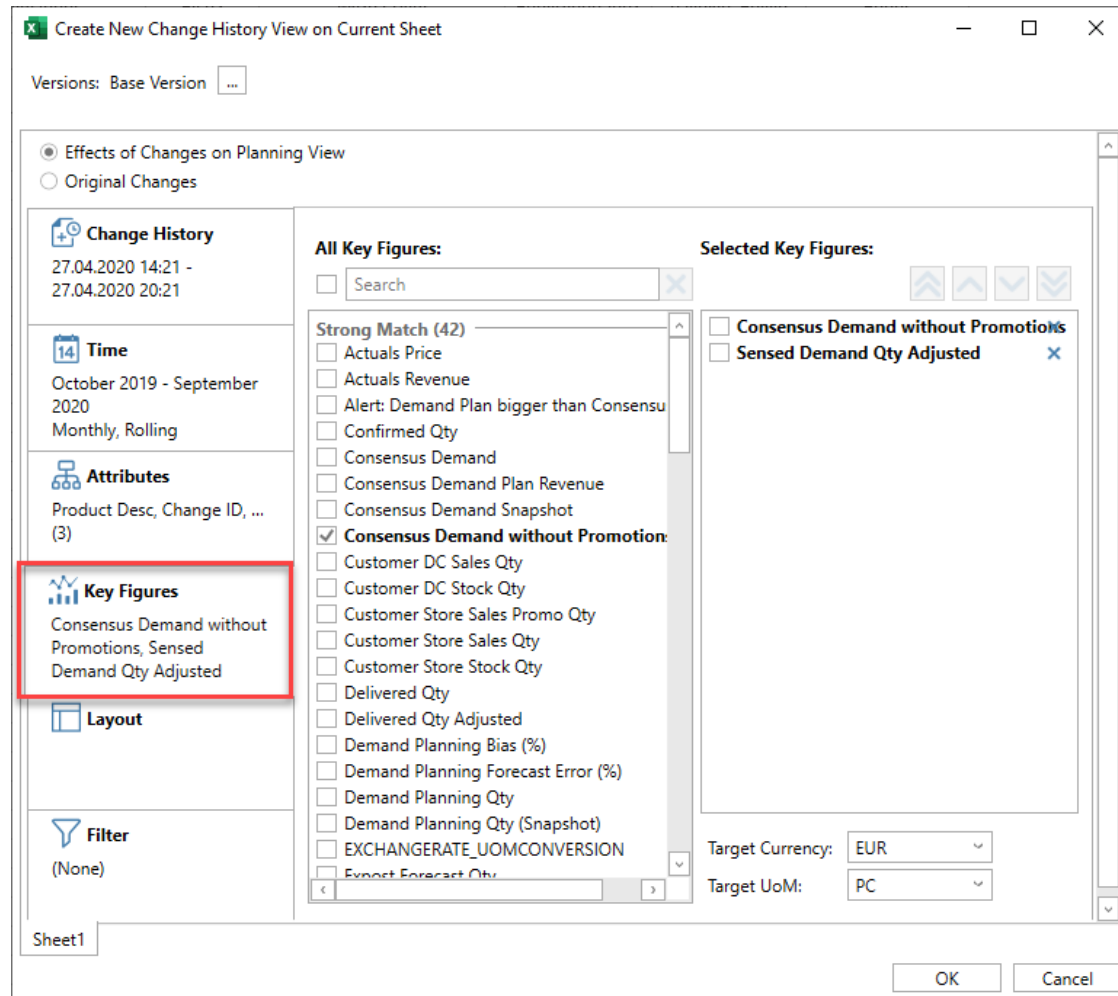 Create New Change History View on Current Sheet
Versions: Base Version ...
Effects of Changes on Planning View
Original Changes
Change History
27.04.2020 14:21 -
27.04.2020 20:21
14 Time
October 2019 - September
2020
Monthly, Rolling
Attributes
Product Desc, Change ID, ...
(3)
Key Figures
Consensus Demand without
Promotions, Sensed
Demand Qty Adjusted
Layout
Filter
(None)
All Key Figures:
Search
Strong Match (42)
Actuals Price
Actuals Revenue
Alert: Demand Plan bigger than Consensu
Confirmed Qty
Consensus Demand
Consensus Demand Plan Revenue
Consensus Demand Snapshot
Consensus Demand without Promotion
Customer DC Sales Qty
Customer DC Stock Qty
Customer Store Sales Promo Qty
Customer Store Sales Qty
Customer Store Stock Qty
Delivered Qty
Delivered Qty Adjusted
Demand Planning Bias (%)
Demand Planning Forecast Error (%)
Demand Planning Qty
Demand Planning Qty (Snapshot)
EXCHANGERATE_UOMCONVERSION
Expost Forecast Qty
Selected Key Figures:
Consensus Demand without Promotions
Sensed Demand Qty Adjusted
Target Currency: EUR
Target UoM: PC
Sheet1
OK Cancel